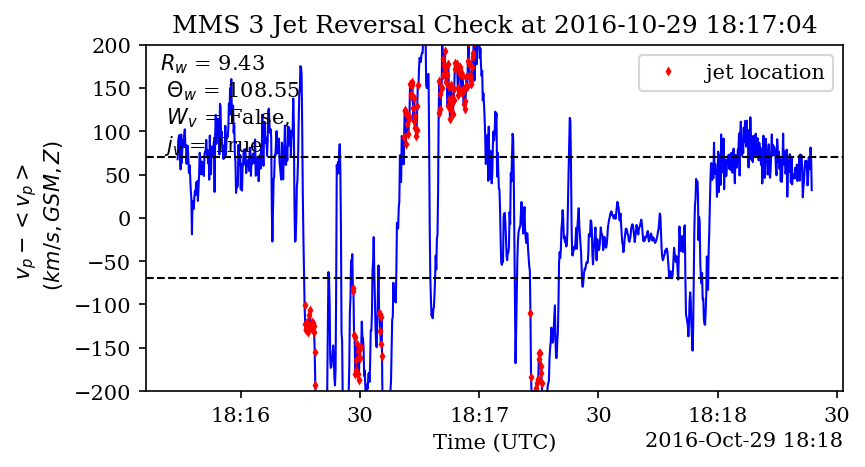 MMS 3 Jet Reversal Check at 2016-10-29 18:17:04
R_w = 9.43
Θ_w = 108.55
W_v = False,
j_v = True
jet location
200
150
100
50
0
−50
−100
−150
−200
v_p − < v_p >
(km/s, GSM, Z)
18:16
30
18:17
30
18:18
30
Time (UTC)
2016-Oct-29 18:18